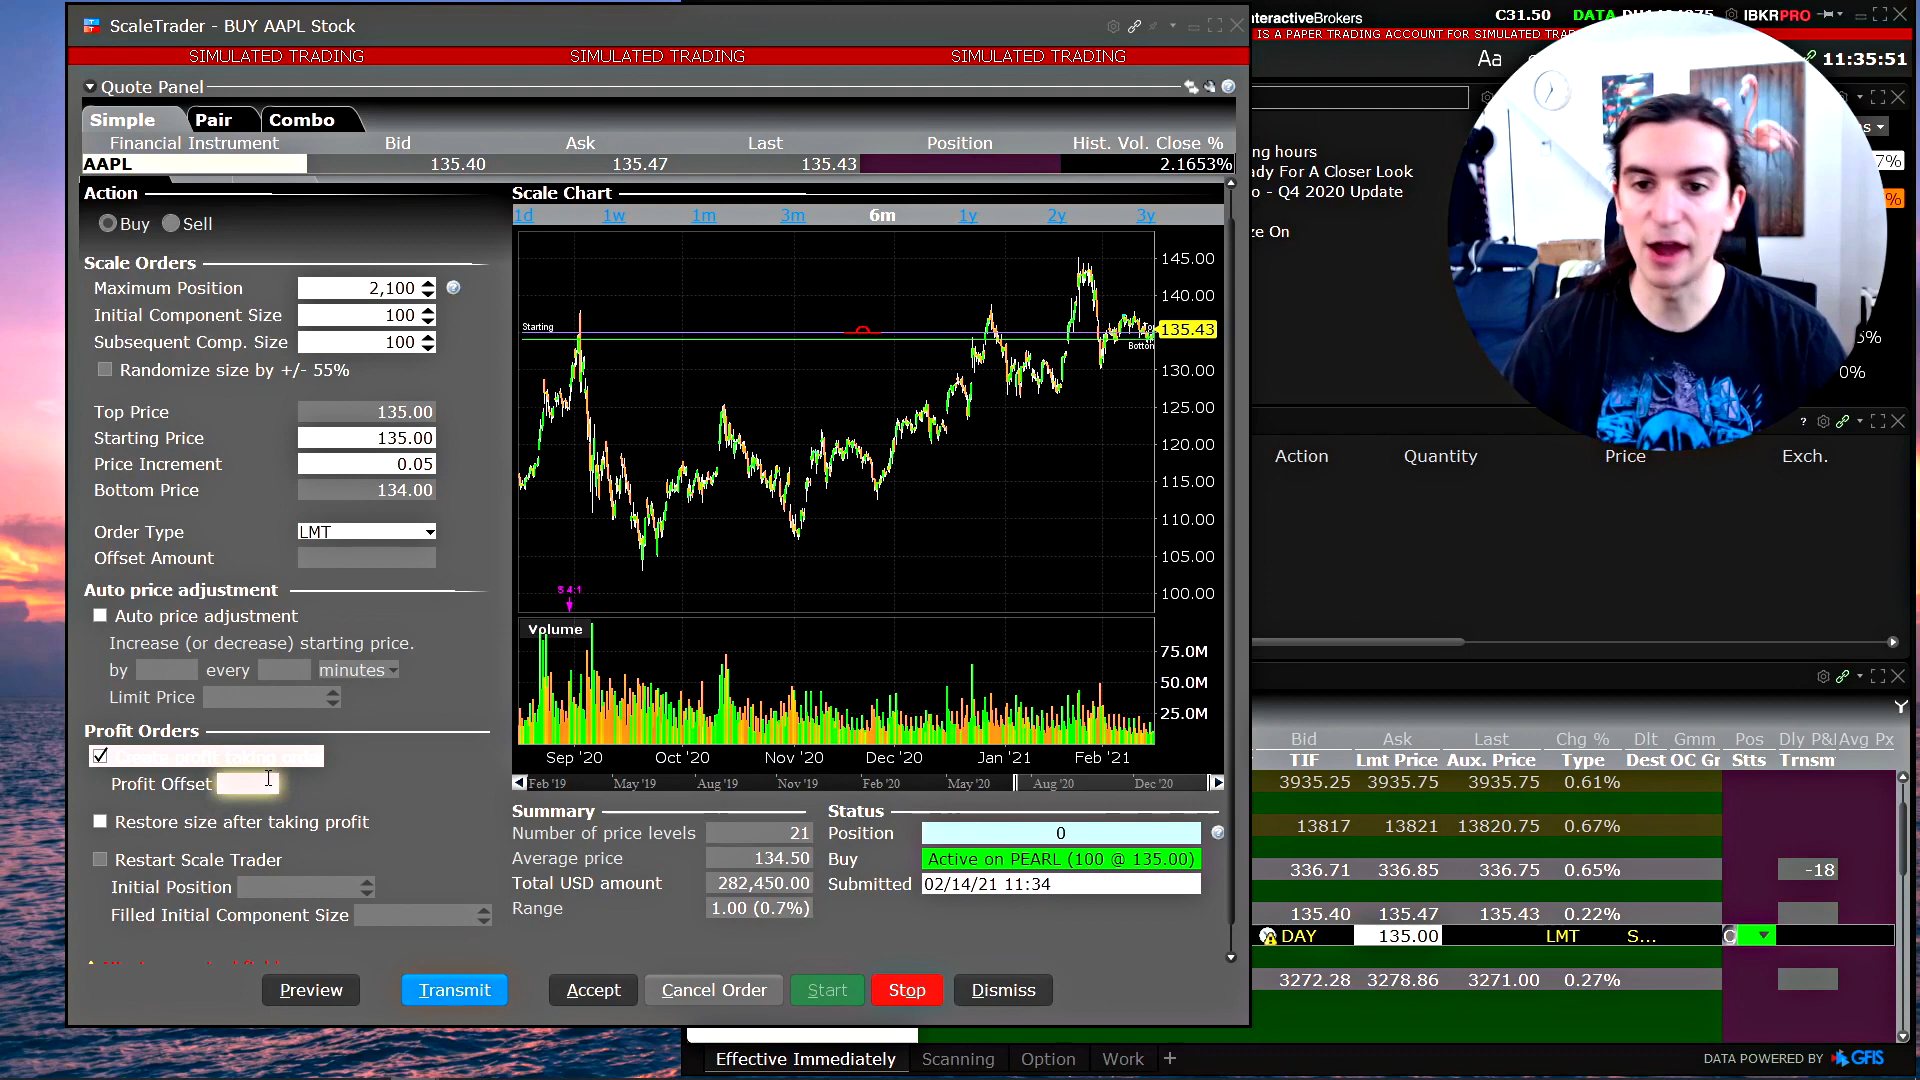 ScaleTrader - BUY AAPL Stock
SIMULATED TRADING SIMULATED TRADING SIMULATED TRADING
Quote Panel
Simple Pair Combo
Financial Instrument Bid Ask Last Position Hist. Vol. Close %
AAPL 135.40 135.47 135.43 2.1653%
Action
Buy Sell
Scale Orders
Maximum Position 2,100
Initial Component Size 100
Subsequent Comp. Size 100
Randomize size by +/- 55%
Top Price 135.00
Starting Price 135.00
Price Increment 0.05
Bottom Price 134.00
Order Type LMT
Offset Amount
Auto price adjustment
Auto price adjustment
Increase (or decrease) starting price.
by every minutes
Limit Price
Profit Orders
Profit Offset
Restore size after taking profit
Restart Scale Trader
Initial Position
Filled Initial Component Size
Scale Chart
1d 1w 1m 3m 6m 1y 2y 3y
Starting
Bottom
145.00
140.00
135.43
130.00
125.00
120.00
115.00
110.00
105.00
100.00
S 4:1
Volume
75.0M
50.0M
25.0M
Sep '20 Oct '20 Nov '20 Dec '20 Jan '21 Feb '21
Feb '19 May '19 Aug '19 Nov '19 Feb '20 May '20 Aug '20 Dec '20
Summary
Number of price levels 21
Average price 134.50
Total USD amount 282,450.00
Range 1.00 (0.7%)
Status
Position 0
Buy Active on PEARL (100 @ 135.00)
Submitted 02/14/21 11:34
Preview Transmit Accept Cancel Order Start Stop Dismiss
InteractiveBrokers C31.50 DATA IBKRPRO
IS A PAPER TRADING ACCOUNT FOR SIMULATED TRA
Aa 11:35:51
ng hours
ady For A Closer Look
o - Q4 2020 Update
ze On
7%
%
5%
0%
Action Quantity Price Exch.
Bid Ask Last Chg % Dlt Gmm Pos Dly P&L Avg Px
TIF Lmt Price Aux. Price Type Dest OC Gr Stts Trnsm
3935.25 3935.75 3935.75 0.61%
13817 13821 13820.75 0.67%
336.71 336.85 336.75 0.65% -18
135.40 135.47 135.43 0.22%
DAY 135.00 LMT S... C
3272.28 3278.86 3271.00 0.27%
Effective Immediately Scanning Option Work +
DATA POWERED BY GFIS